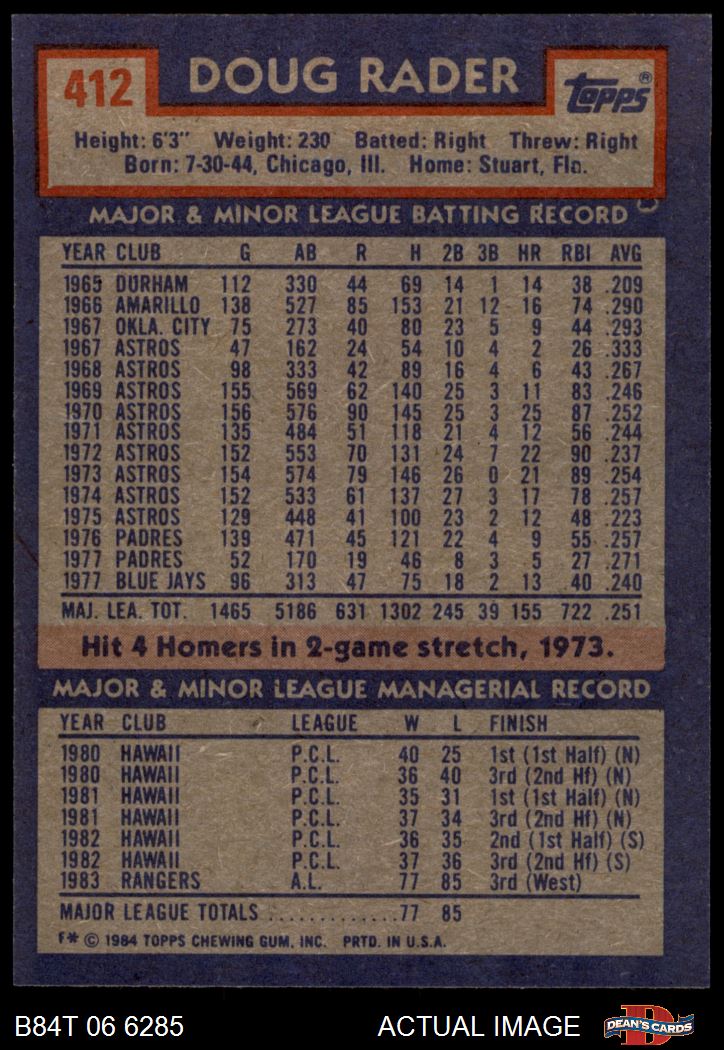 412
DOUG RADER
TOPPS®
Height: 6'3" Weight: 230 Batted: Right Threw: Right
Born: 7-30-44, Chicago, Ill. Home: Stuart, Fla.
MAJOR & MINOR LEAGUE BATTING RECORD
YEAR CLUB G AB R H 2B 3B HR RBI AVG
1965 DURHAM 112 330 44 69 14 1 14 38 .209
1966 AMARILLO 138 527 85 153 21 12 16 74 .290
1967 OKLA. CITY 75 273 40 80 23 5 9 44 .293
1967 ASTROS 47 162 24 54 10 4 2 26 .333
1968 ASTROS 98 333 42 89 16 4 6 43 .267
1969 ASTROS 155 569 62 140 25 3 11 83 .246
1970 ASTROS 156 576 90 145 25 3 25 87 .252
1971 ASTROS 135 484 51 118 21 4 12 56 .244
1972 ASTROS 152 553 70 131 24 7 22 90 .237
1973 ASTROS 154 574 79 146 26 0 21 89 .254
1974 ASTROS 152 533 61 137 27 3 17 78 .257
1975 ASTROS 129 448 41 100 23 2 12 48 .223
1976 PADRES 139 471 45 121 22 4 9 55 .257
1977 PADRES 52 170 19 46 8 3 5 27 .271
1977 BLUE JAYS 96 313 47 75 18 2 13 40 .240
MAJ. LEA. TOT. 1465 5186 631 1302 245 39 155 722 .251
Hit 4 Homers in 2-game stretch, 1973.
MAJOR & MINOR LEAGUE MANAGERIAL RECORD
YEAR CLUB LEAGUE W L FINISH
1980 HAWAII P.C.L. 40 25 1st (1st Half) (N)
1980 HAWAII P.C.L. 36 40 3rd (2nd Hf) (N)
1981 HAWAII P.C.L. 35 31 1st (1st Half) (N)
1981 HAWAII P.C.L. 37 34 3rd (2nd Hf) (N)
1982 HAWAII P.C.L. 36 35 2nd (1st Half) (S)
1982 HAWAII P.C.L. 37 36 3rd (2nd Hf) (S)
1983 RANGERS A.L. 77 85 3rd (West)
MAJOR LEAGUE TOTALS .............77 85
F* © 1984 TOPPS CHEWING GUM, INC. PRTD. IN U.S.A.
B84T 06 6285 ACTUAL IMAGE D DEAN'S CARDS